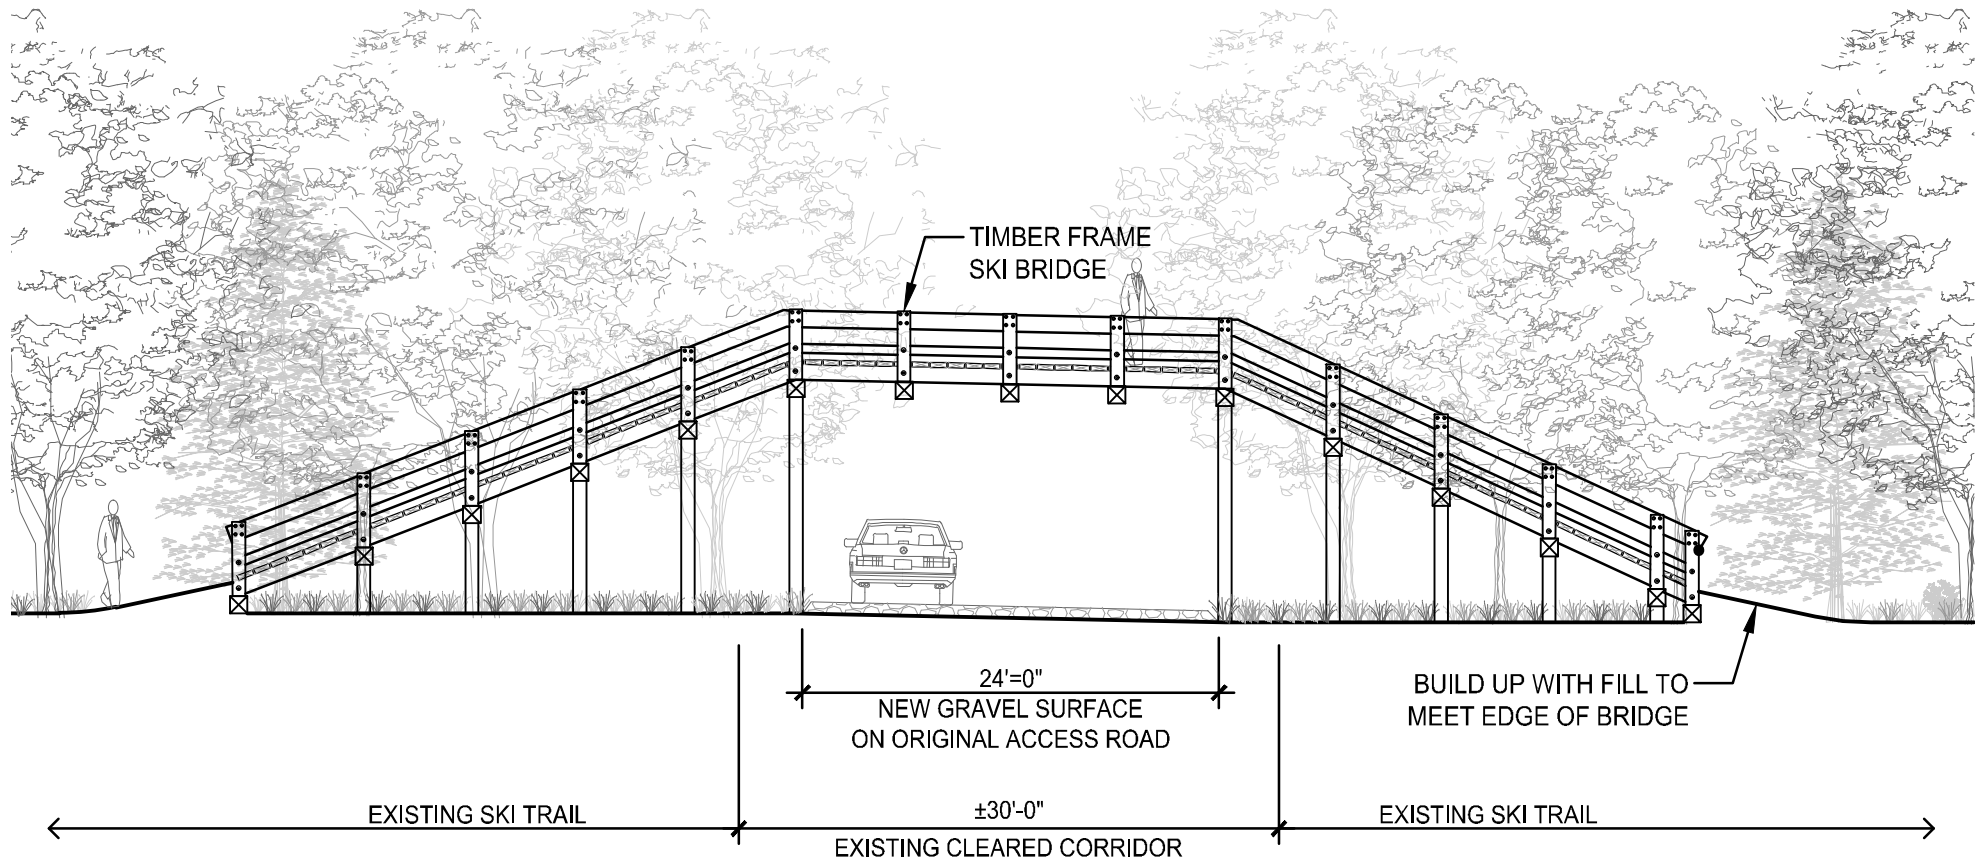 TIMBER FRAME
SKI BRIDGE
24'=0"
NEW GRAVEL SURFACE
ON ORIGINAL ACCESS ROAD
BUILD UP WITH FILL TO
MEET EDGE OF BRIDGE
EXISTING SKI TRAIL
±30'-0"
EXISTING CLEARED CORRIDOR
EXISTING SKI TRAIL